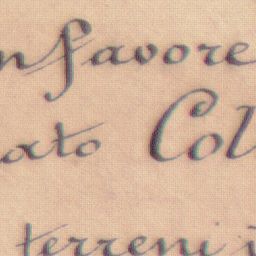 n favore
ato Col
terreni i